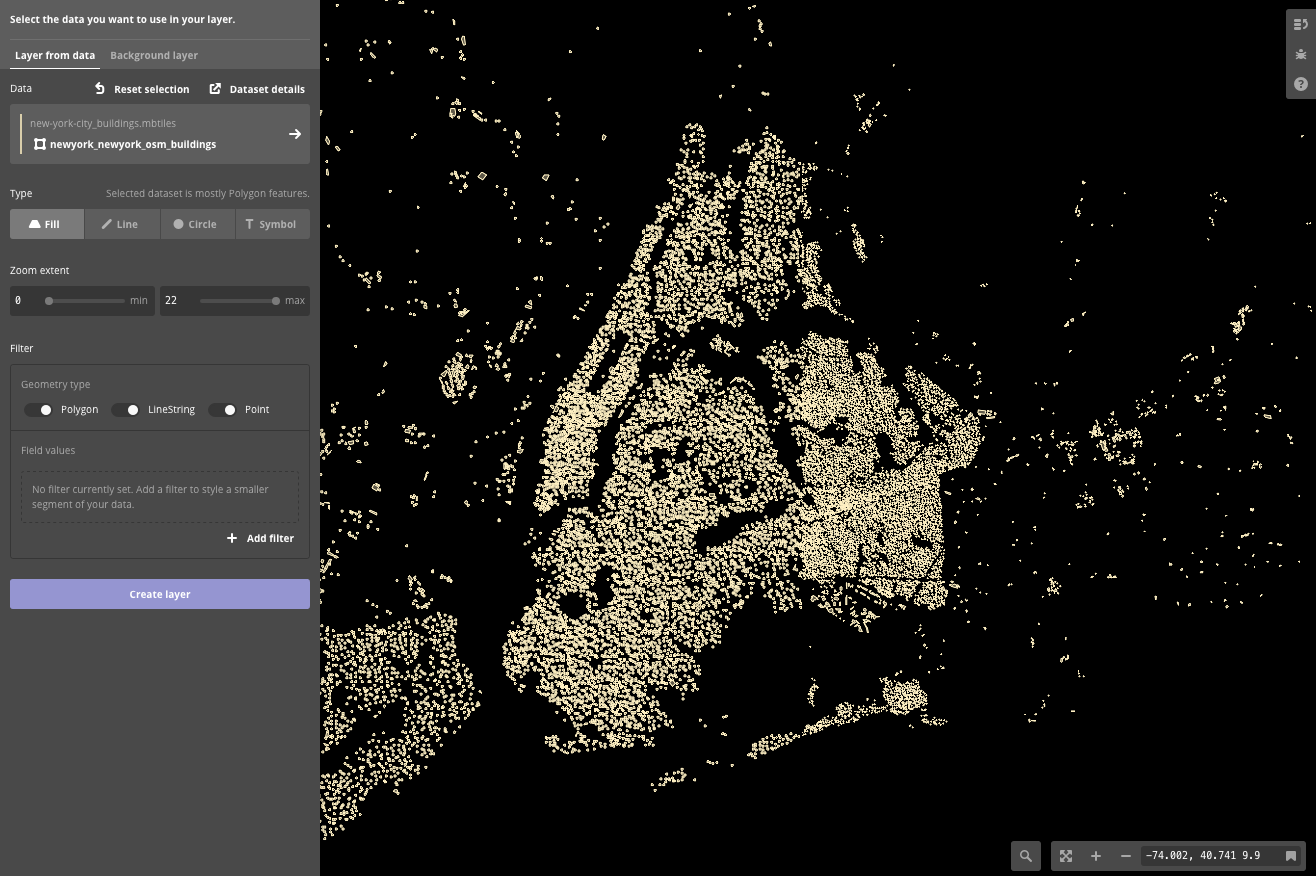 Select the data you want to use in your layer.
Layer from data Background layer
Data Reset selection Dataset details
new-york-city_buildings.mbtiles
newyork_newyork_osm_buildings
Type Selected dataset is mostly Polygon features.
Fill Line Circle Symbol
Zoom extent
0 min 22 max
Filter
Geometry type
Polygon LineString Point
Field values
No filter currently set. Add a filter to style a smaller
segment of your data.
Add filter
Create layer
−74.002, 40.741 9.9